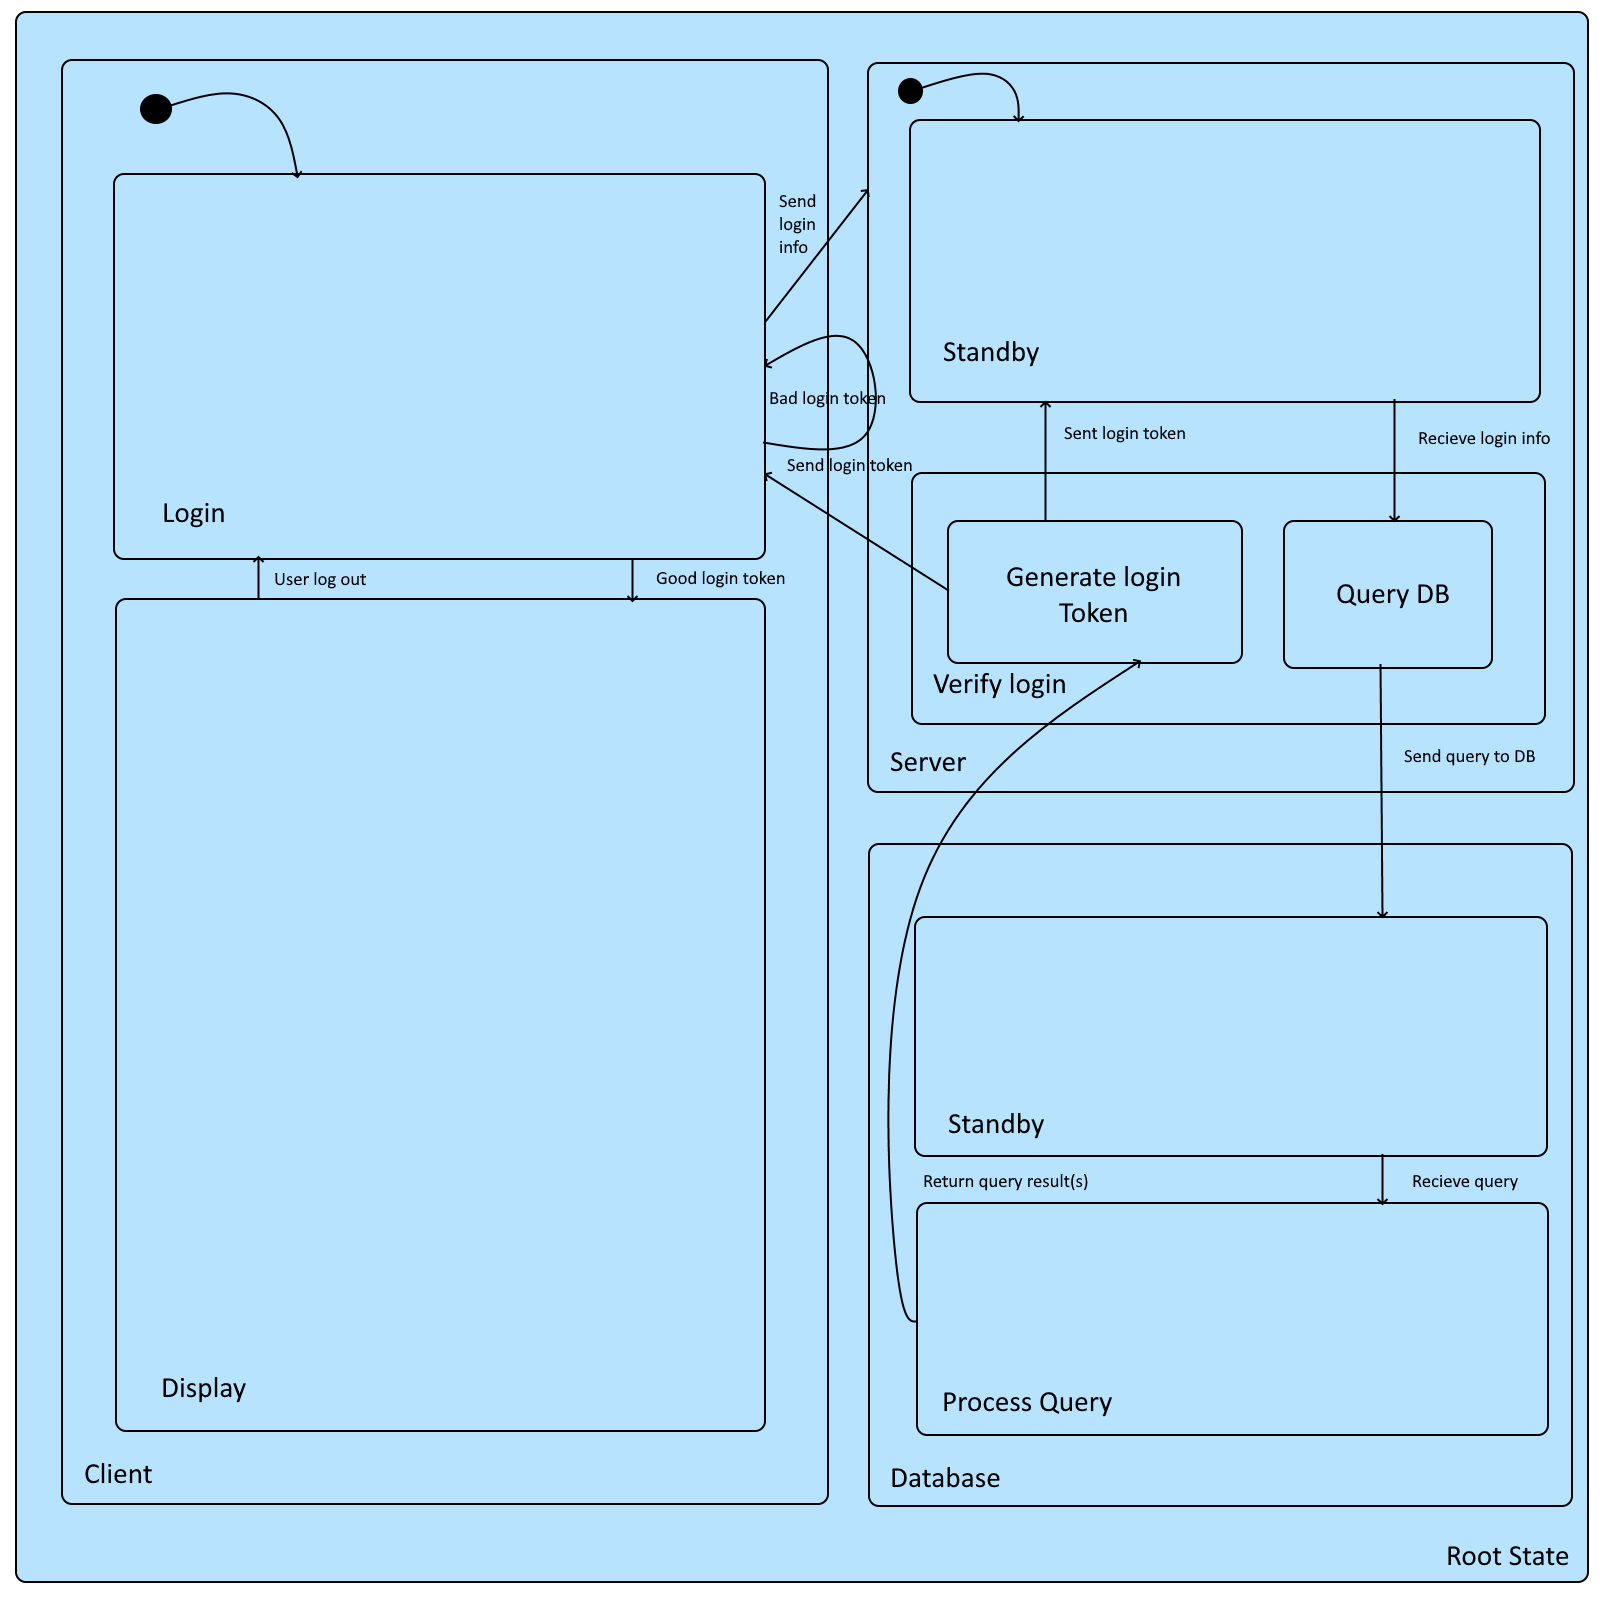 Send
login
info
Standby
Bad login token
Sent login token
Recieve login info
Send login token
Login
User log out
Good login token
Generate login
Token
Query DB
Verify login
Server
Send query to DB
Standby
Return query result(s)
Recieve query
Display
Process Query
Client
Database
Root State